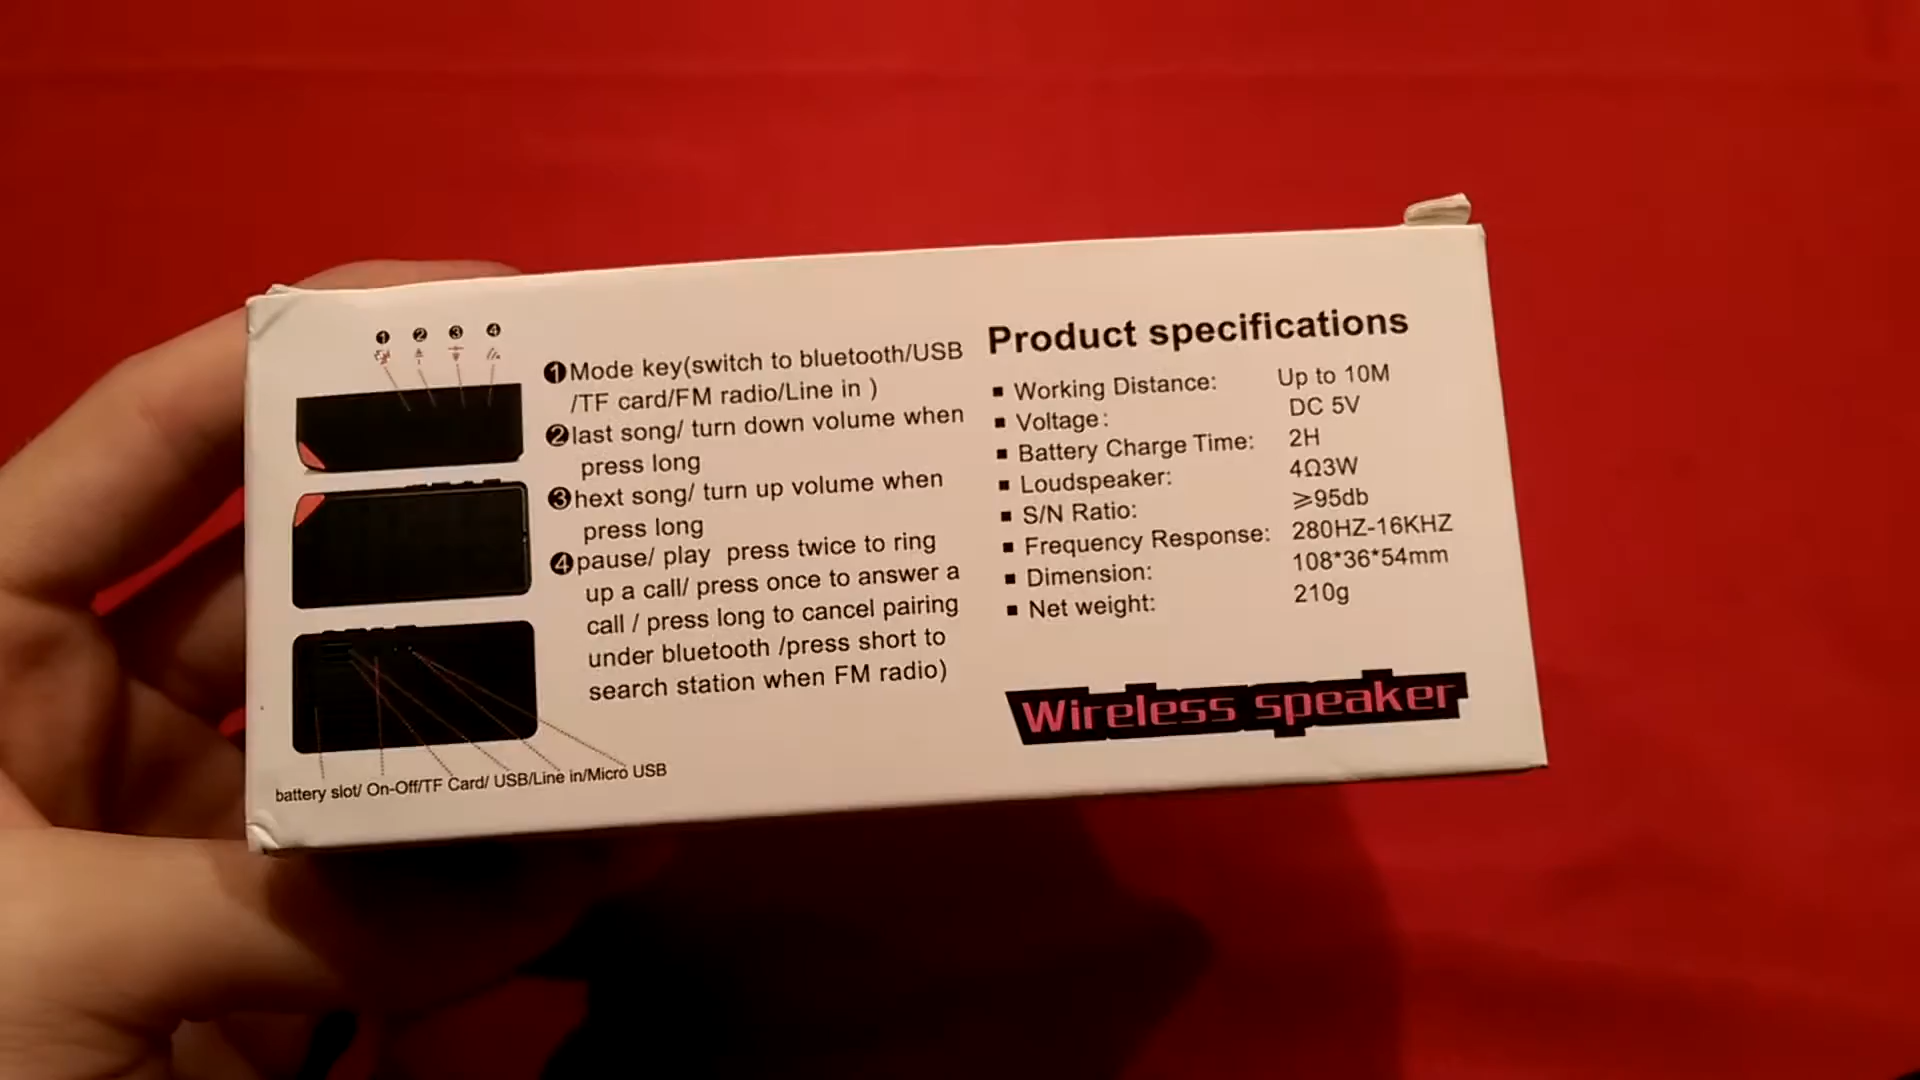 ❶ ❷ ❸ ❹
❶Mode key(switch to bluetooth/USB
/TF card/FM radio/Line in )
❷last song/ turn down volume when
press long
❸hext song/ turn up volume when
press long
❹pause/ play press twice to ring
up a call/ press once to answer a
call / press long to cancel pairing
under bluetooth /press short to
search station when FM radio)
battery slot/ On-Off/TF Card/ USB/Line in/Micro USB
Product specifications
▪ Working Distance: Up to 10M
▪ Voltage: DC 5V
▪ Battery Charge Time: 2H
▪ Loudspeaker: 4Ω3W
▪ S/N Ratio: ≥95db
▪ Frequency Response: 280HZ-16KHZ
▪ Dimension: 108*36*54mm
▪ Net weight: 210g
Wireless speaker